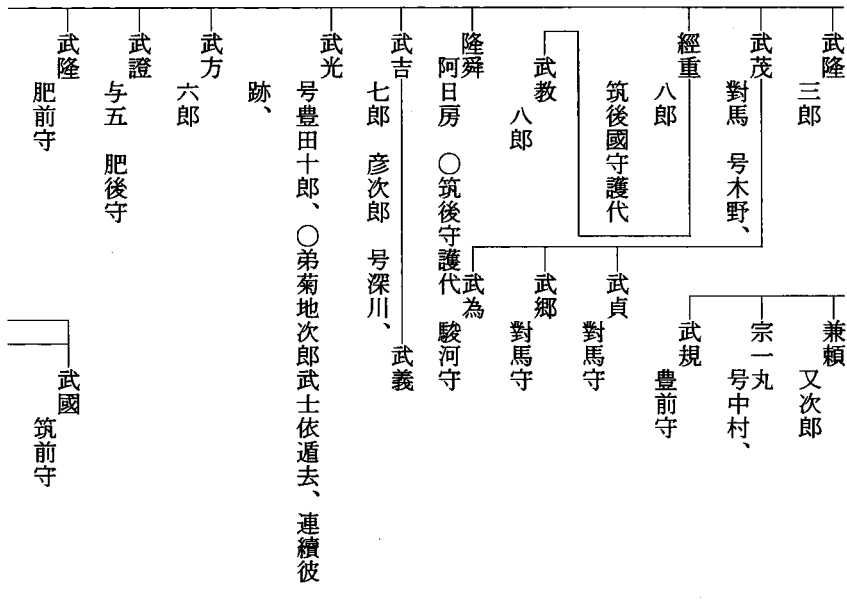 武隆
三郎
武茂
對馬　号木野、
經重
八郎
筑後國守護代
武教
八郎
隆舜
阿日房　〇筑後守護代　駿河守
武吉
七郎　彦次郎　号深川、
武義
武光
号豊田十郎、〇弟菊地次郎武士依遁去、連續彼
跡、
武方
六郎
武證
与五　肥後守
武隆
肥前守
兼頼
又次郎
宗一丸
号中村、
武規
豊前守
武貞
對馬守
武郷
對馬守
武為
武國
筑前守